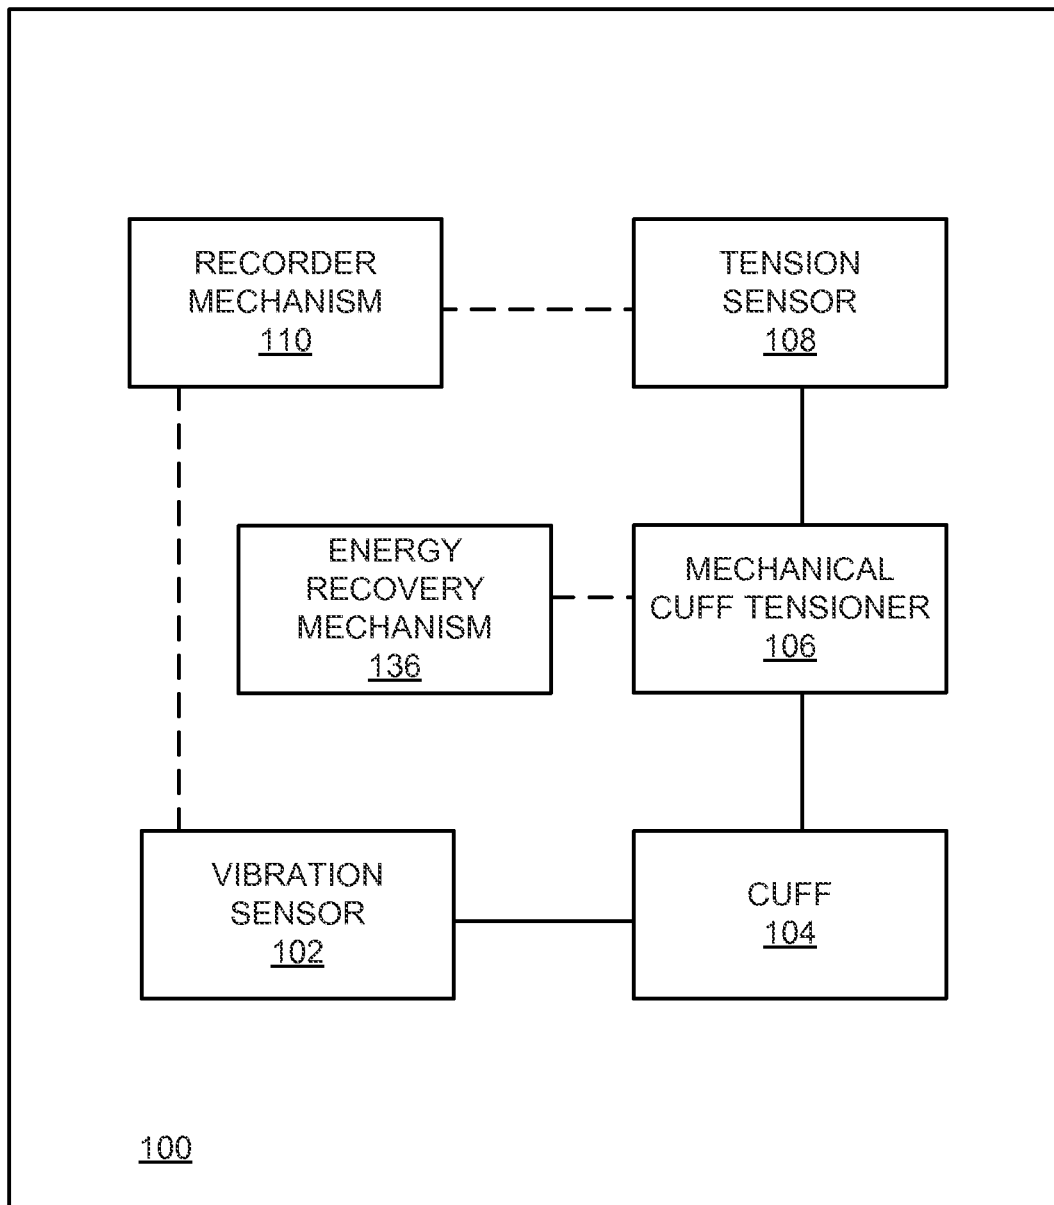 RECORDER
MECHANISM
110
TENSION
SENSOR
108
ENERGY
RECOVERY
MECHANISM
136
MECHANICAL
CUFF TENSIONER
106
VIBRATION
SENSOR
102
CUFF
104
100